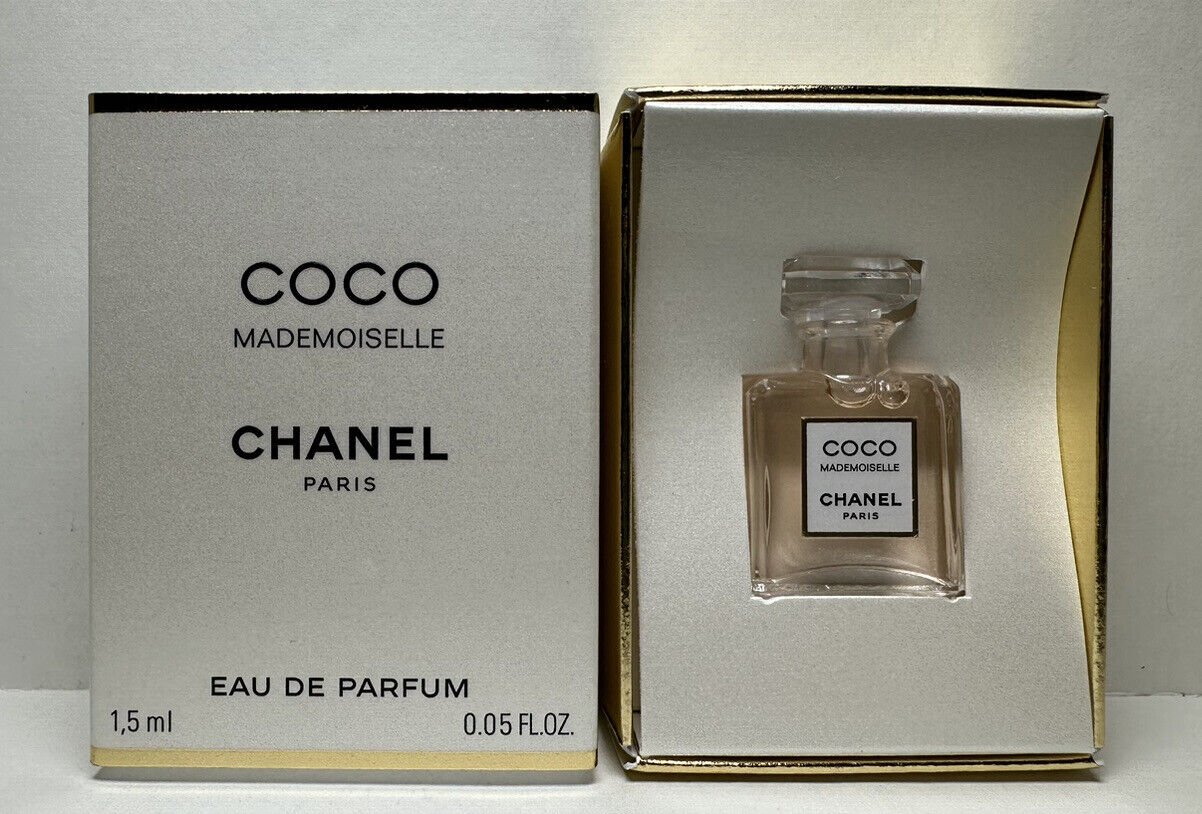 COCO
MADEMOISELLE
CHANEL
PARIS
EAU DE PARFUM
1,5 ml 0.05 FL.OZ.
COCO
MADEMOISELLE
CHANEL
PARIS